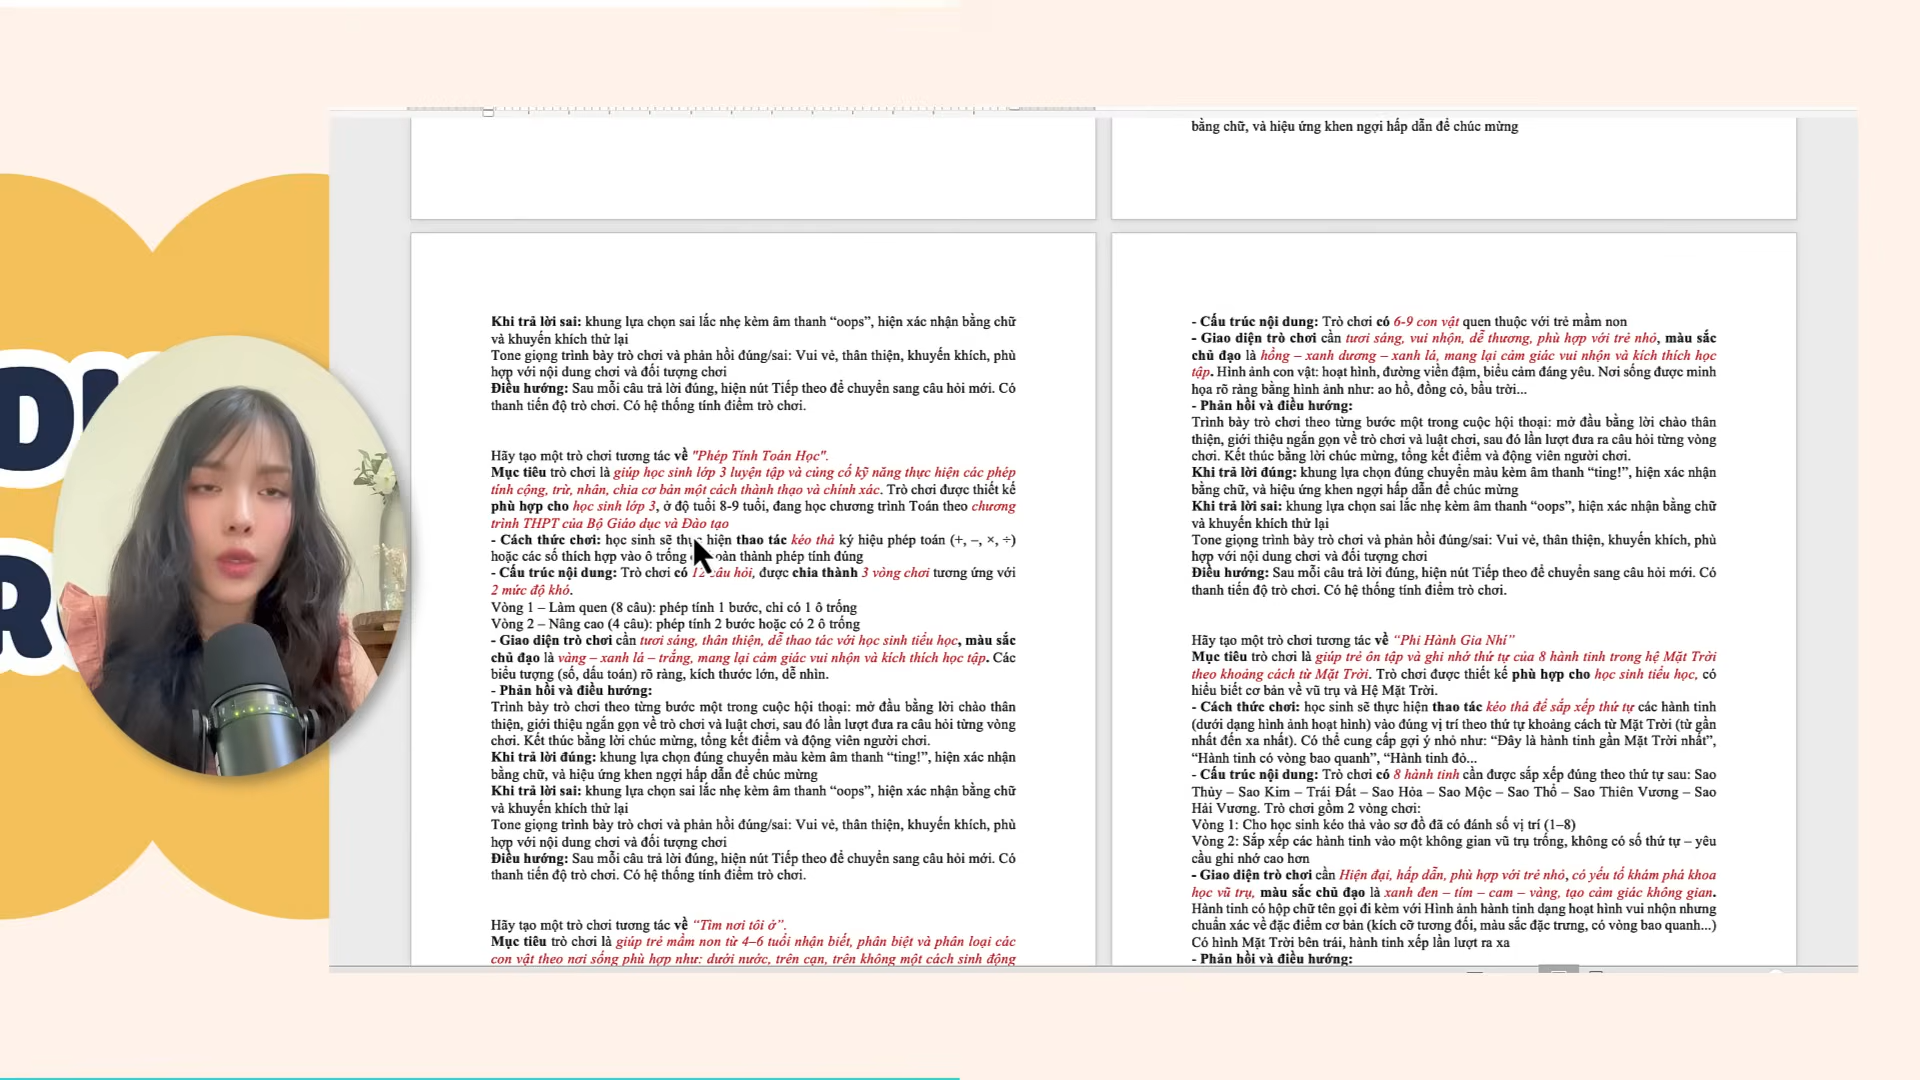 bằng chữ, và hiệu ứng khen ngợi hấp dẫn để chúc mừng
Khi trả lời sai: khung lựa chọn sai lắc nhẹ kèm âm thanh “oops”, hiện xác nhận bằng chữ
và khuyến khích thử lại
Tone giọng trình bày trò chơi và phản hồi đúng/sai: Vui vẻ, thân thiện, khuyến khích, phù
hợp với nội dung chơi và đối tượng chơi
Điều hướng: Sau mỗi câu trả lời đúng, hiện nút Tiếp theo để chuyển sang câu hỏi mới. Có
thanh tiến độ trò chơi. Có hệ thống tính điểm trò chơi.
Hãy tạo một trò chơi tương tác về "Phép Tính Toán Học".
Mục tiêu trò chơi là giúp học sinh lớp 3 luyện tập và củng cố kỹ năng thực hiện các phép
tính cộng, trừ, nhân, chia cơ bản một cách thành thạo và chính xác. Trò chơi được thiết kế
phù hợp cho học sinh lớp 3, ở độ tuổi 8-9 tuổi, đang học chương trình Toán theo chương
trình THPT của Bộ Giáo dục và Đào tạo
- Cách thức chơi: học sinh sẽ thực hiện thao tác kéo thả ký hiệu phép toán (+, –, ×, ÷)
hoặc các số thích hợp vào ô trống oàn thành phép tính đúng
- Cấu trúc nội dung: Trò chơi có 12 câu hỏi, được chia thành 3 vòng chơi tương ứng với
2 mức độ khó.
Vòng 1 – Làm quen (8 câu): phép tính 1 bước, chỉ có 1 ô trống
Vòng 2 – Nâng cao (4 câu): phép tính 2 bước hoặc có 2 ô trống
- Giao diện trò chơi cần tươi sáng, thân thiện, dễ thao tác với học sinh tiểu học, màu sắc
chủ đạo là vàng – xanh lá – trắng, mang lại cảm giác vui nhộn và kích thích học tập. Các
biểu tượng (số, dấu toán) rõ ràng, kích thước lớn, dễ nhìn.
- Phản hồi và điều hướng:
Trình bày trò chơi theo từng bước một trong cuộc hội thoại: mở đầu bằng lời chào thân
thiện, giới thiệu ngắn gọn về trò chơi và luật chơi, sau đó lần lượt đưa ra câu hỏi từng vòng
chơi. Kết thúc bằng lời chúc mừng, tổng kết điểm và động viên người chơi.
Khi trả lời đúng: khung lựa chọn đúng chuyển màu kèm âm thanh “ting!”, hiện xác nhận
bằng chữ, và hiệu ứng khen ngợi hấp dẫn để chúc mừng
Khi trả lời sai: khung lựa chọn sai lắc nhẹ kèm âm thanh “oops”, hiện xác nhận bằng chữ
và khuyến khích thử lại
Tone giọng trình bày trò chơi và phản hồi đúng/sai: Vui vẻ, thân thiện, khuyến khích, phù
hợp với nội dung chơi và đối tượng chơi
Điều hướng: Sau mỗi câu trả lời đúng, hiện nút Tiếp theo để chuyển sang câu hỏi mới. Có
thanh tiến độ trò chơi. Có hệ thống tính điểm trò chơi.
Hãy tạo một trò chơi tương tác về “Tìm nơi tôi ở”.
Mục tiêu trò chơi là giúp trẻ mầm non từ 4–6 tuổi nhận biết, phân biệt và phân loại các
con vật theo nơi sống phù hợp như: dưới nước, trên cạn, trên không một cách sinh động
- Cấu trúc nội dung: Trò chơi có 6-9 con vật quen thuộc với trẻ mầm non
- Giao diện trò chơi cần tươi sáng, vui nhộn, dễ thương, phù hợp với trẻ nhỏ, màu sắc
chủ đạo là hồng – xanh dương – xanh lá, mang lại cảm giác vui nhộn và kích thích học
tập. Hình ảnh con vật: hoạt hình, đường viền đậm, biểu cảm đáng yêu. Nơi sống được minh
họa rõ ràng bằng hình ảnh như: ao hồ, đồng cỏ, bầu trời...
- Phản hồi và điều hướng:
Trình bày trò chơi theo từng bước một trong cuộc hội thoại: mở đầu bằng lời chào thân
thiện, giới thiệu ngắn gọn về trò chơi và luật chơi, sau đó lần lượt đưa ra câu hỏi từng vòng
chơi. Kết thúc bằng lời chúc mừng, tổng kết điểm và động viên người chơi.
Khi trả lời đúng: khung lựa chọn đúng chuyển màu kèm âm thanh “ting!”, hiện xác nhận
bằng chữ, và hiệu ứng khen ngợi hấp dẫn để chúc mừng
Khi trả lời sai: khung lựa chọn sai lắc nhẹ kèm âm thanh “oops”, hiện xác nhận bằng chữ
và khuyến khích thử lại
Tone giọng trình bày trò chơi và phản hồi đúng/sai: Vui vẻ, thân thiện, khuyến khích, phù
hợp với nội dung chơi và đối tượng chơi
Điều hướng: Sau mỗi câu trả lời đúng, hiện nút Tiếp theo để chuyển sang câu hỏi mới. Có
thanh tiến độ trò chơi. Có hệ thống tính điểm trò chơi.
Hãy tạo một trò chơi tương tác về “Phi Hành Gia Nhí”
Mục tiêu trò chơi là giúp trẻ ôn tập và ghi nhớ thứ tự của 8 hành tinh trong hệ Mặt Trời
theo khoảng cách từ Mặt Trời. Trò chơi được thiết kế phù hợp cho học sinh tiểu học, có
hiểu biết cơ bản về vũ trụ và Hệ Mặt Trời.
- Cách thức chơi: học sinh sẽ thực hiện thao tác kéo thả để sắp xếp thứ tự các hành tinh
(dưới dạng hình ảnh hoạt hình) vào đúng vị trí theo thứ tự khoảng cách từ Mặt Trời (từ gần
nhất đến xa nhất). Có thể cung cấp gợi ý nhỏ như: “Đây là hành tinh gần Mặt Trời nhất”,
“Hành tinh có vòng bao quanh”, “Hành tinh đỏ...
- Cấu trúc nội dung: Trò chơi có 8 hành tinh cần được sắp xếp đúng theo thứ tự sau: Sao
Thủy – Sao Kim – Trái Đất – Sao Hỏa – Sao Mộc – Sao Thổ – Sao Thiên Vương – Sao
Hải Vương. Trò chơi gồm 2 vòng chơi:
Vòng 1: Cho học sinh kéo thả vào sơ đồ đã có đánh số vị trí (1–8)
Vòng 2: Sắp xếp các hành tinh vào một không gian vũ trụ trống, không có số thứ tự – yêu
cầu ghi nhớ cao hơn
- Giao diện trò chơi cần Hiện đại, hấp dẫn, phù hợp với trẻ nhỏ, có yếu tố khám phá khoa
học vũ trụ, màu sắc chủ đạo là xanh đen – tím – cam – vàng, tạo cảm giác không gian.
Hành tinh có hộp chữ tên gọi đi kèm với Hình ảnh hành tinh dạng hoạt hình vui nhộn nhưng
chuẩn xác về đặc điểm cơ bản (kích cỡ tương đối, màu sắc đặc trưng, có vòng bao quanh...)
Có hình Mặt Trời bên trái, hành tinh xếp lần lượt ra xa
- Phản hồi và điều hướng: